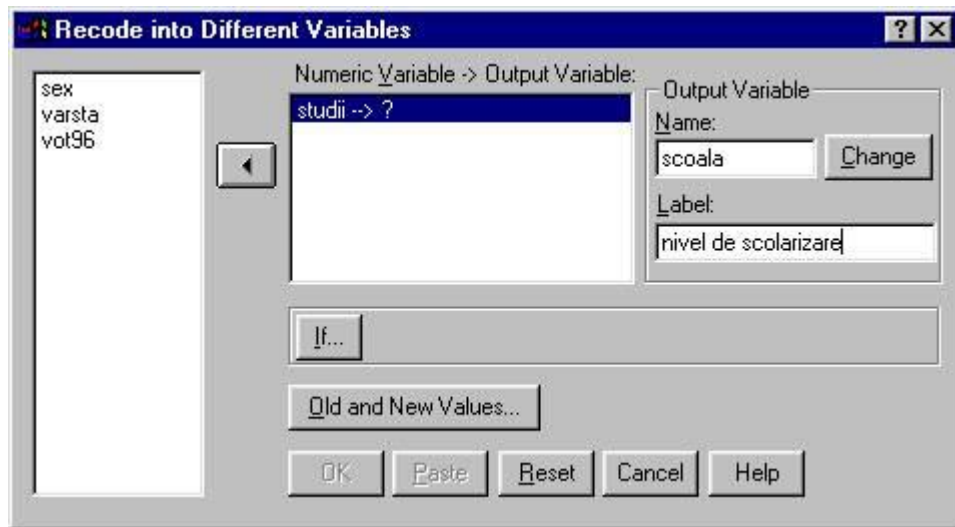 Recode into Different Variables
sex
varsta
vot96
Numeric Variable -> Output Variable:
studii --> ?
Output Variable
Name:
scoala
Change
Label:
nivel de scolarizare
If...
Old and New Values...
OK
Paste
Reset
Cancel
Help